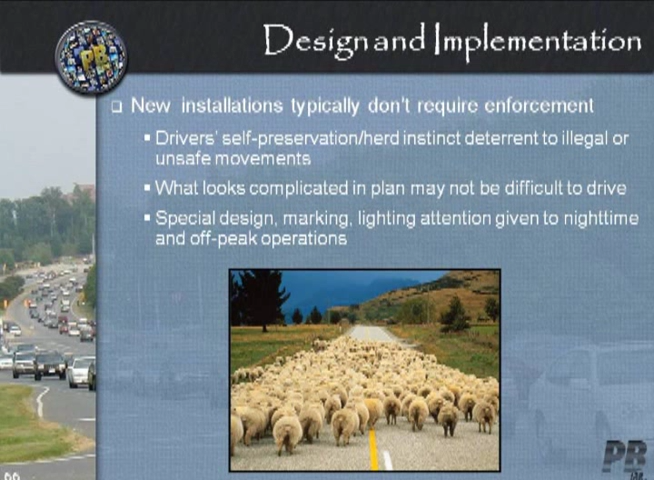 PB
Design and Implementation
New installations typically don't require enforcement
Drivers' self-preservation/herd instinct deterrent to illegal or
unsafe movements
What looks complicated in plan may not be difficult to drive
Special design, marking, lighting attention given to nighttime
and off-peak operations
PB